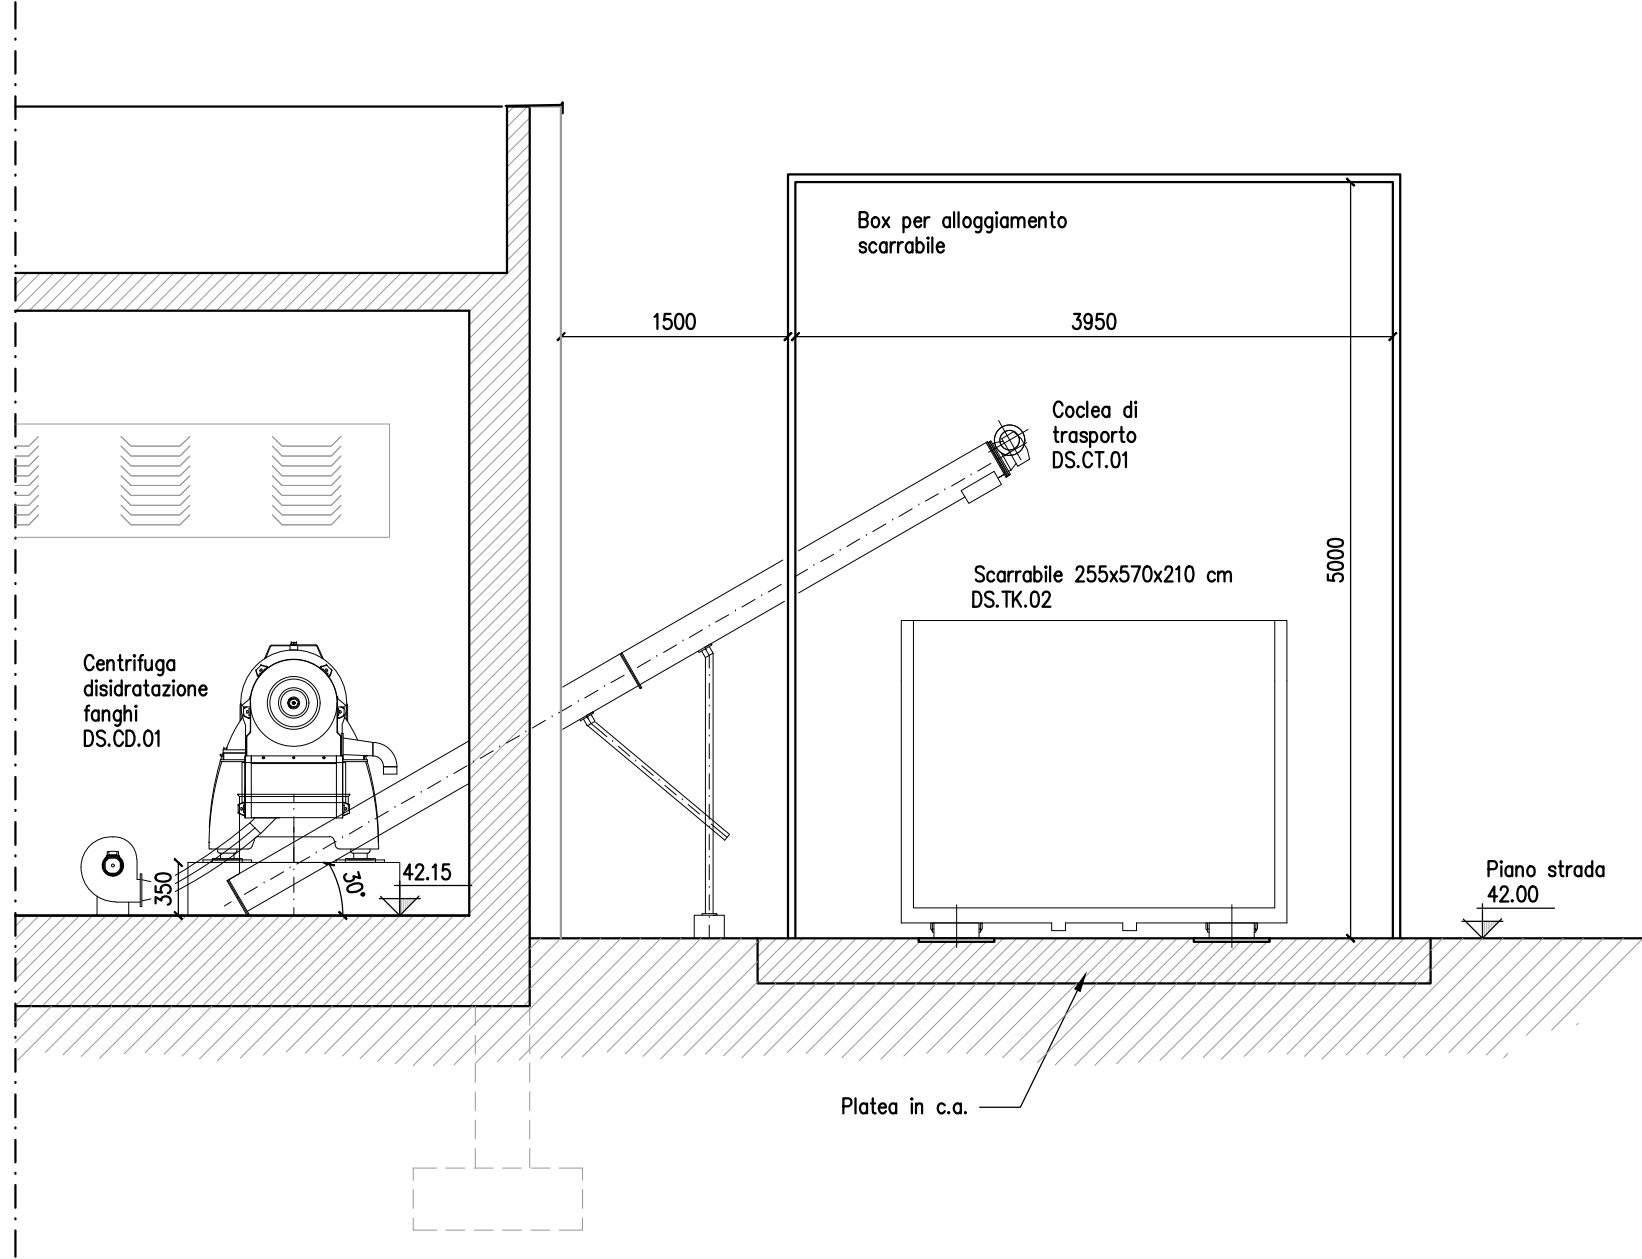 Box per alloggiamento
scarrabile
1500
3950
Coclea di
trasporto
DS.CT.01
5000
Scarrabile 255x570x210 cm
DS.TK.02
Centrifuga
disidratazione
fanghi
DS.CD.01
350
30°
42.15
Piano strada
42.00
Platea in c.a.